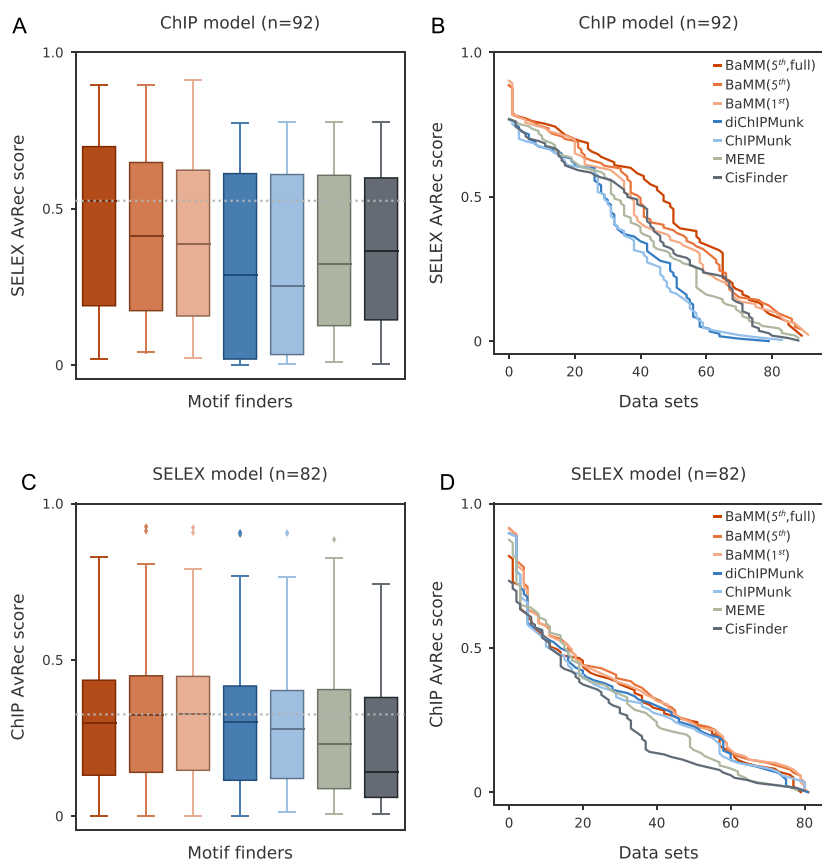 A
ChIP model (n=92)
1.0
0.5
0
SELEX AvRec score
Motif finders
B
ChIP model (n=92)
1.0
0.5
0
SELEX AvRec score
BaMM(5th,full)
BaMM(5th)
BaMM(1st)
diChIPMunk
ChIPMunk
MEME
CisFinder
0 20 40 60 80
Data sets
C
SELEX model (n=82)
1.0
0.5
0
ChIP AvRec score
Motif finders
D
SELEX model (n=82)
1.0
0.5
0
ChIP AvRec score
BaMM(5th,full)
BaMM(5th)
BaMM(1st)
diChIPMunk
ChIPMunk
MEME
CisFinder
0 20 40 60 80
Data sets